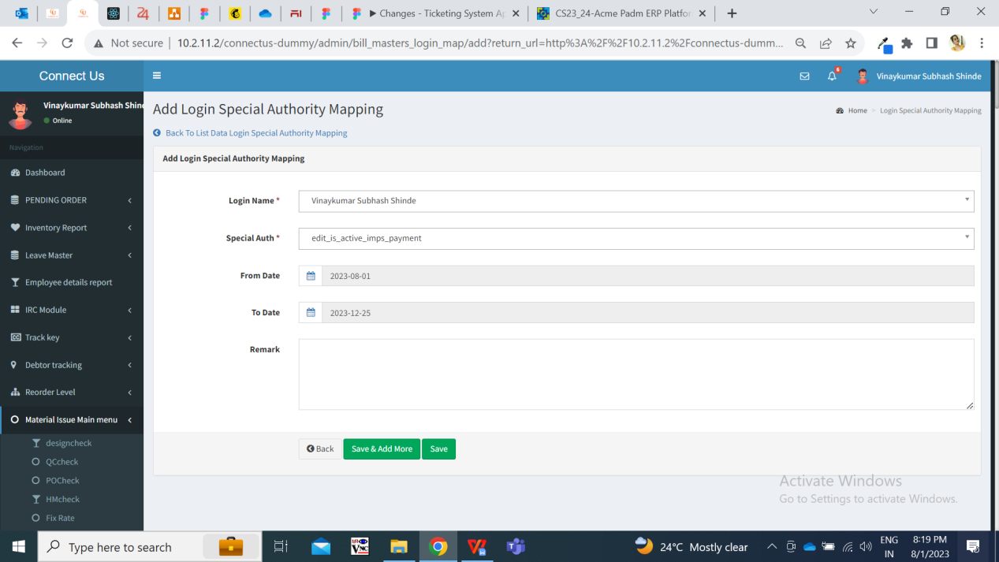 Changes - Ticketing System Ap
CS23_24-Acme Padm ERP Platfor
Not secure
10.2.11.2/connectus-dummy/admin/bill_masters_login_map/add?return_url=http%3A%2F%2F10.2.11.2%2Fconnectus-dumm...
Connect Us
6
Vinaykumar Subhash Shinde
Vinaykumar Subhash Shind
Online
Add Login Special Authority Mapping
Home > Login Special Authority Mapping
Back To List Data Login Special Authority Mapping
Navigation
Dashboard
PENDING ORDER
Inventory Report
Leave Master
Employee details report
IRC Module
Track key
Debtor tracking
Reorder Level
Material Issue Main menu
designcheck
QCcheck
POCheck
HMcheck
Fix Rate
Add Login Special Authority Mapping
Login Name * Vinaykumar Subhash Shinde
Special Auth * edit_is_active_imps_payment
From Date 2023-08-01
To Date 2023-12-25
Remark
Back Save & Add More Save
Activate Windows
Go to Settings to activate Windows.
Type here to search
24°C Mostly clear
ENG
IN
8:19 PM
8/1/2023